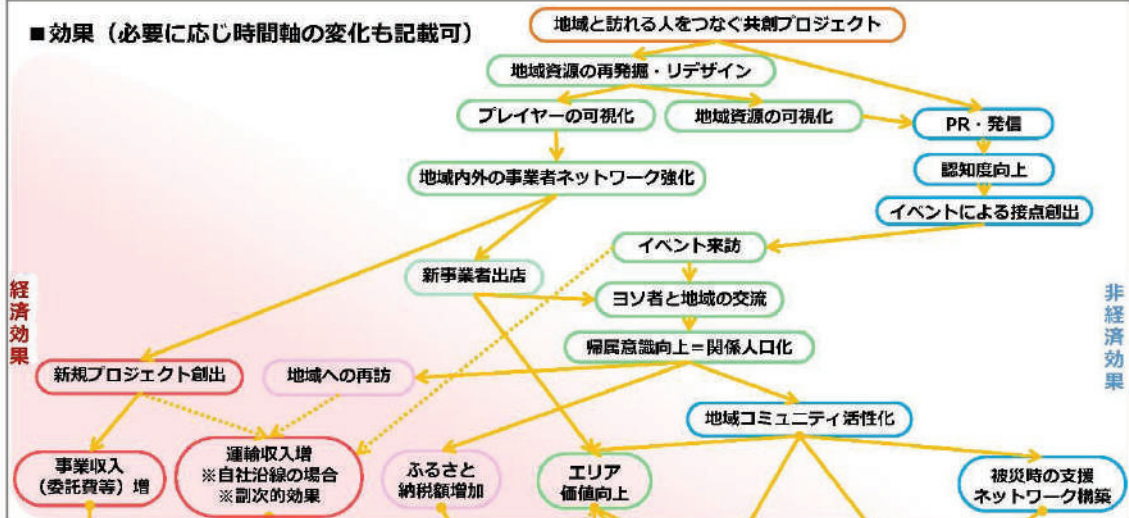 ■効果（必要に応じ時間軸の変化も記載可）
地域と訪れる人をつなぐ共創プロジェクト
地域資源の再発掘・リデザイン
プレイヤーの可視化
地域資源の可視化
PR・発信
地域内外の事業者ネットワーク強化
認知度向上
イベントによる接点創出
イベント来訪
新事業者出店
ヨソ者と地域の交流
経済効果
非経済効果
帰属意識向上＝関係人口化
新規プロジェクト創出
地域への再訪
地域コミュニティ活性化
事業収入
（委託費等）増
運輸収入増
※自社沿線の場合
※副次的効果
ふるさと
納税額増加
エリア
価値向上
被災時の支援
ネットワーク構築